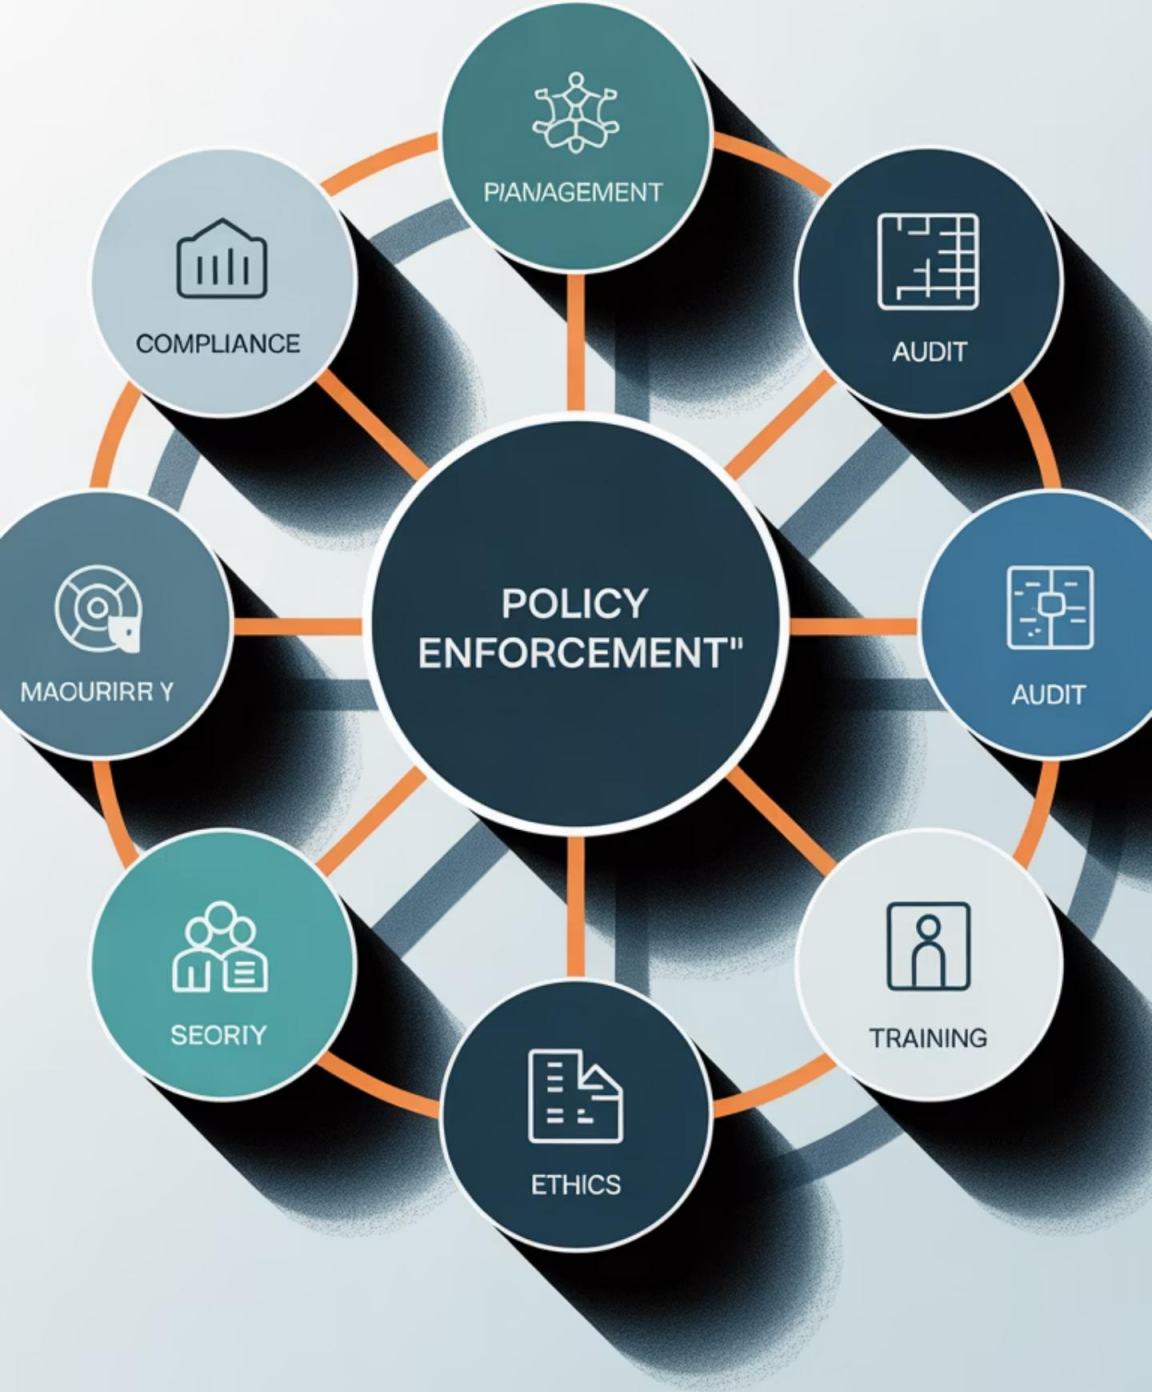 PIANAGEMENT
COMPLIANCE
AUDIT
POLICY
ENFORCEMENT"
MAOURIRR Y
AUDIT
SEORIY
TRAINING
ETHICS